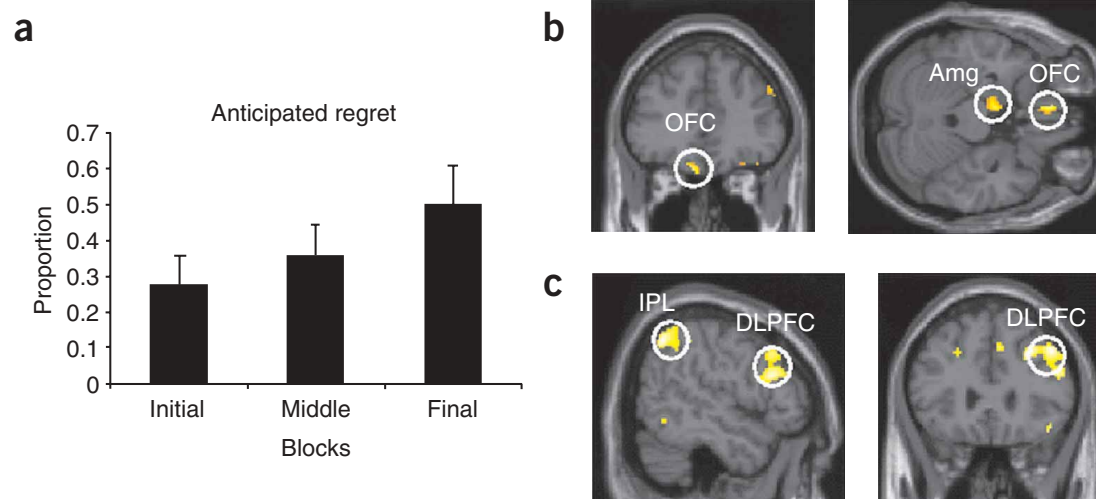 a
Anticipated regret
Proportion
0.7
0.6
0.5
0.4
0.3
0.2
0.1
0
Initial Middle Final
Blocks
b
OFC
Amg OFC
c
IPL DLPFC
DLPFC